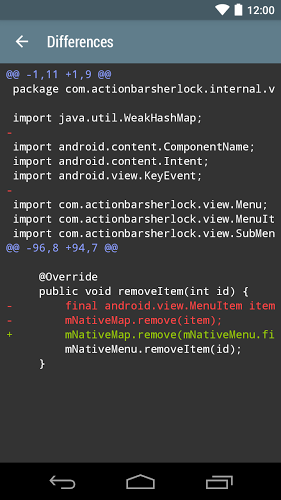 12:00
Differences
@@ -1,11 +1,9 @@
package com.actionbarsherlock.internal.v
import java.util.WeakHashMap;
-
import android.content.ComponentName;
import android.content.Intent;
import android.view.KeyEvent;
-
import com.actionbarsherlock.view.Menu;
import com.actionbarsherlock.view.MenuIt
import com.actionbarsherlock.view.SubMen
@@ -96,8 +94,7 @@
@Override
public void removeItem(int id) {
-        final android.view.MenuItem item
-        mNativeMap.remove(item);
+        mNativeMap.remove(mNativeMenu.fi
mNativeMenu.removeItem(id);
}